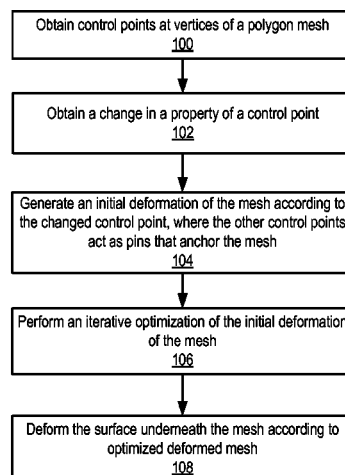 Obtain control points at vertices of a polygon mesh
100
Obtain a change in a property of a control point
102
Generate an initial deformation of the mesh according to
the changed control point, where the other control points
act as pins that anchor the mesh
104
Perform an iterative optimization of the initial deformation
of the mesh
106
Deform the surface underneath the mesh according to
optimized deformed mesh
108